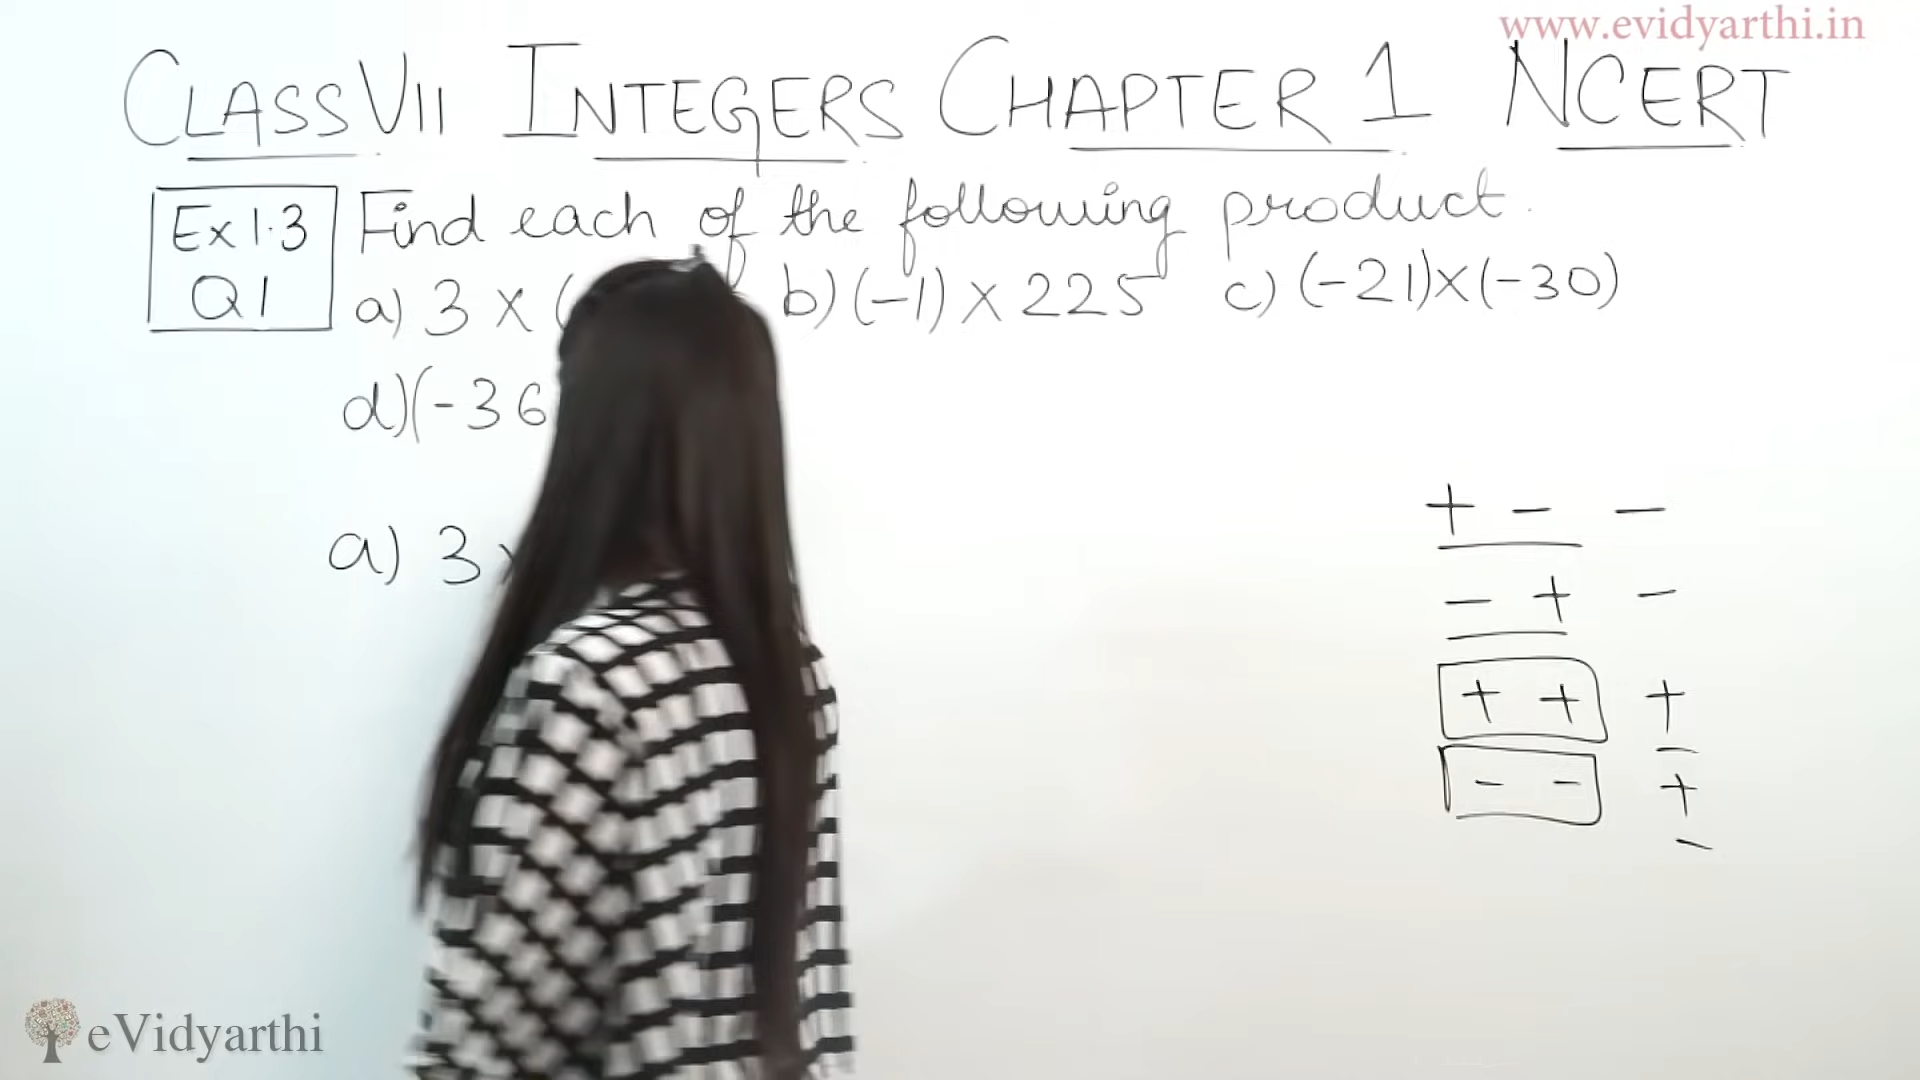 www.evidyarthi.in
CLASS VII INTEGERS CHAPTER 1 NCERT
Ex 1.3 Find each of the following product.
Q1 a) 3 × ( b) (-1) × 225 c) (-21)×(-30)
d) (-36
a) 3 ×
+ - -
- + -
+ + +
- - +
eVidyarthi